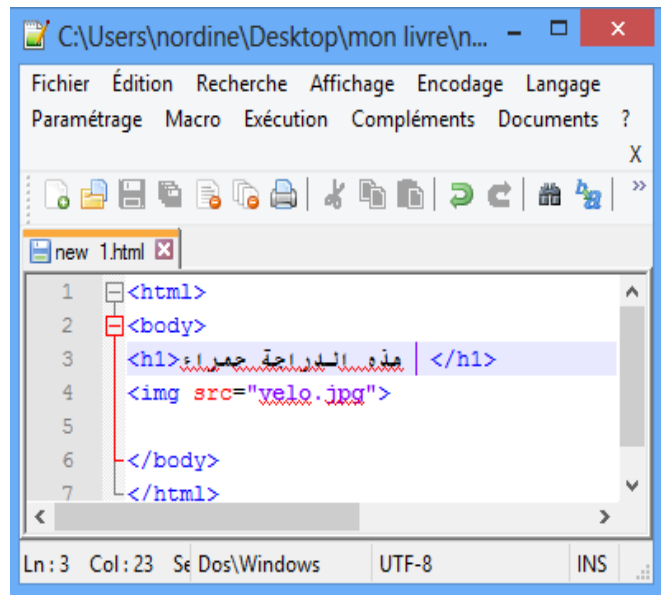 C:\Users\nordine\Desktop\mon livre\n...
Fichier Édition Recherche Affichage Encodage Langage
Paramétrage Macro Exécution Compléments Documents ?
X
new 1.html
1 <html>
2 <body>
3 <h1>هذه الدراجة حمراء </h1>
4 <img src="velo.jpg">
5
6 </body>
7 </html>
Ln : 3 Col : 23 Se Dos\Windows UTF-8 INS